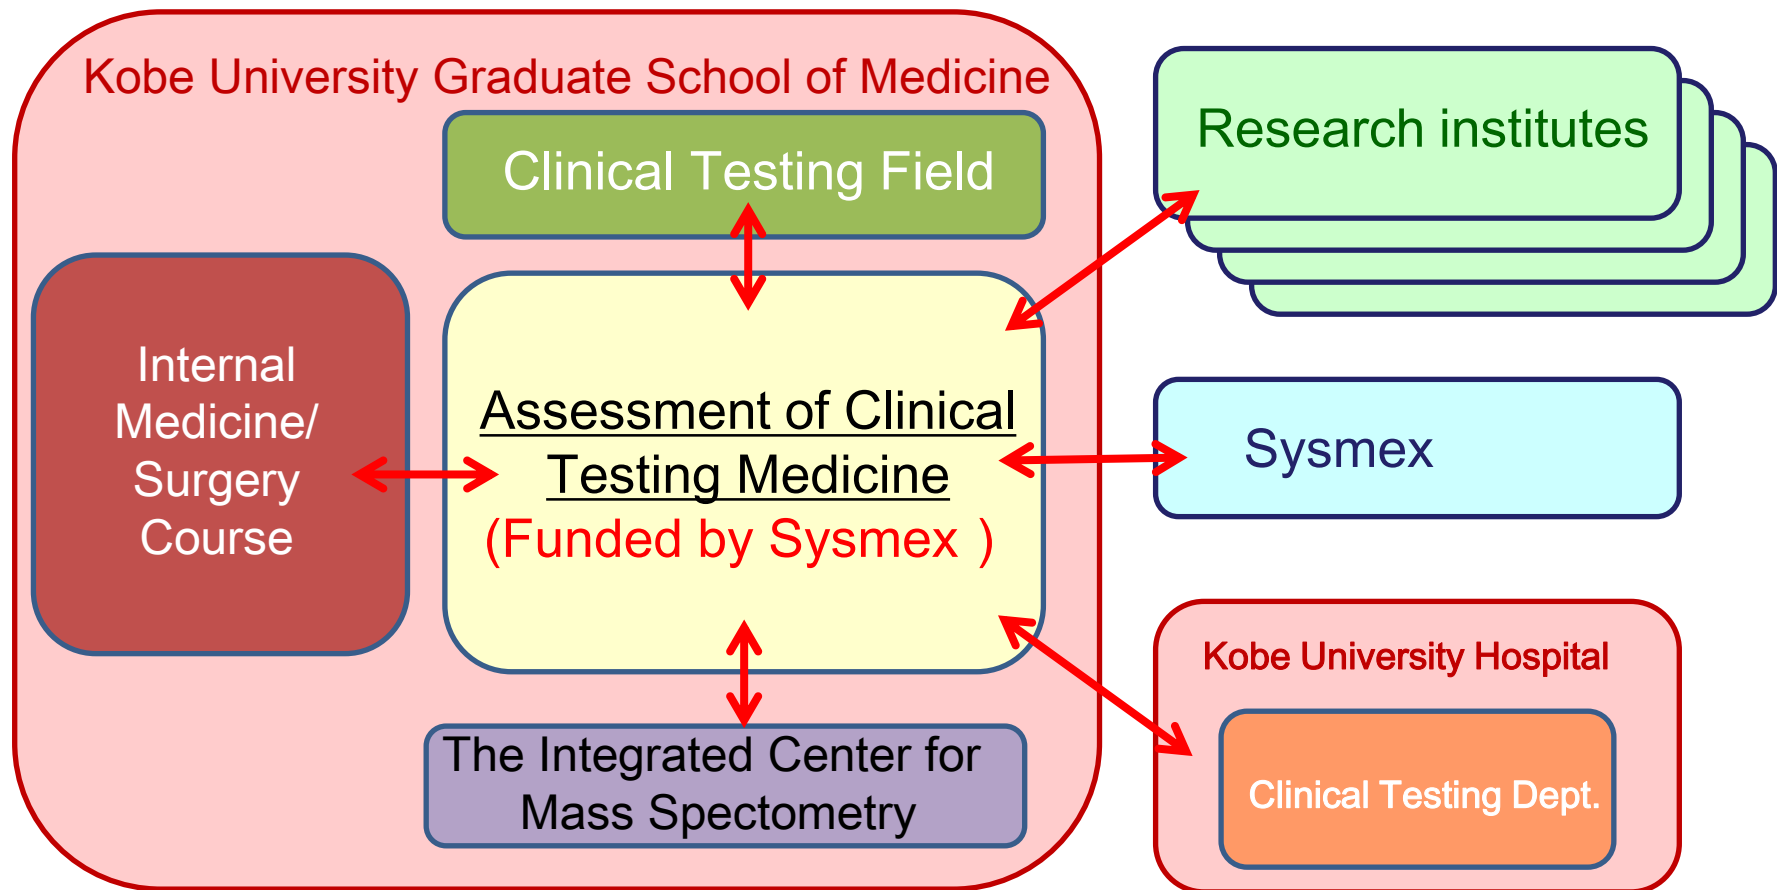 Kobe University Graduate School of Medicine
Clinical Testing Field
Internal
Medicine/
Surgery
Course
Assessment of Clinical
Testing Medicine
(Funded by Sysmex )
The Integrated Center for
Mass Spectometry
Research institutes
Sysmex
Kobe University Hospital
Clinical Testing Dept.